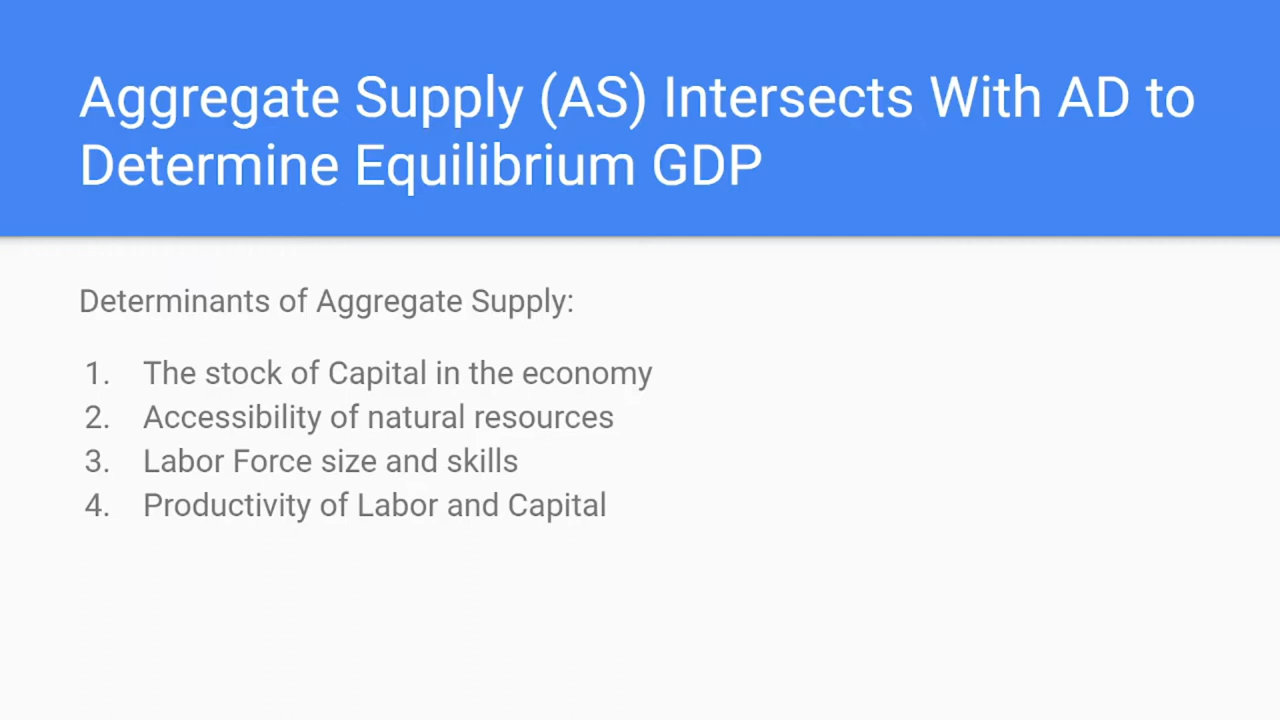 Aggregate Supply (AS) Intersects With AD to
Determine Equilibrium GDP
Determinants of Aggregate Supply:
1. The stock of Capital in the economy
2. Accessibility of natural resources
3. Labor Force size and skills
4. Productivity of Labor and Capital